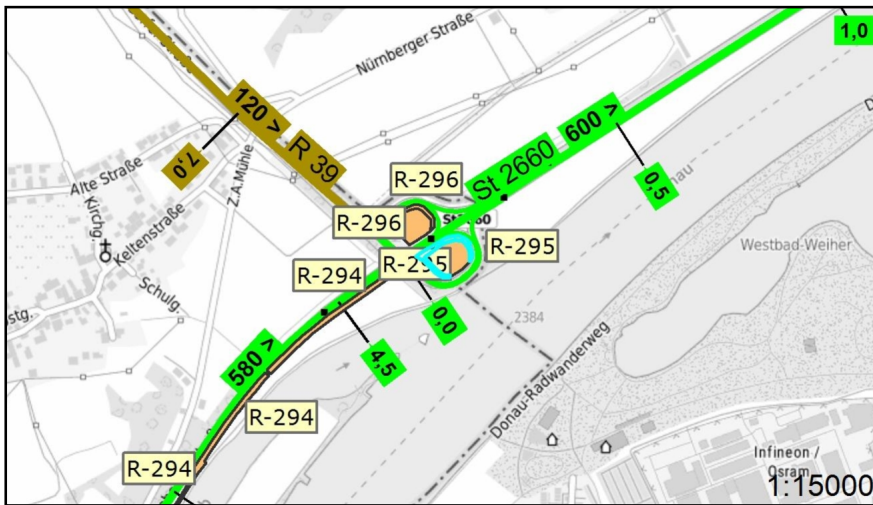 1,0
Nürnberger Straße
120 >
R 39
7,0
Alte Straße
Kirchg.
Keltenstraße
Z.A.Mühle
Schulg.
600 >
St 2660
0,5
R-296
R-296
R-295
R-295
R-294
Westbad-Weiher
2384
0,0
4,5
580 >
Donau-Radwanderweg
R-294
R-294
Infineon /
Osram
1:15000